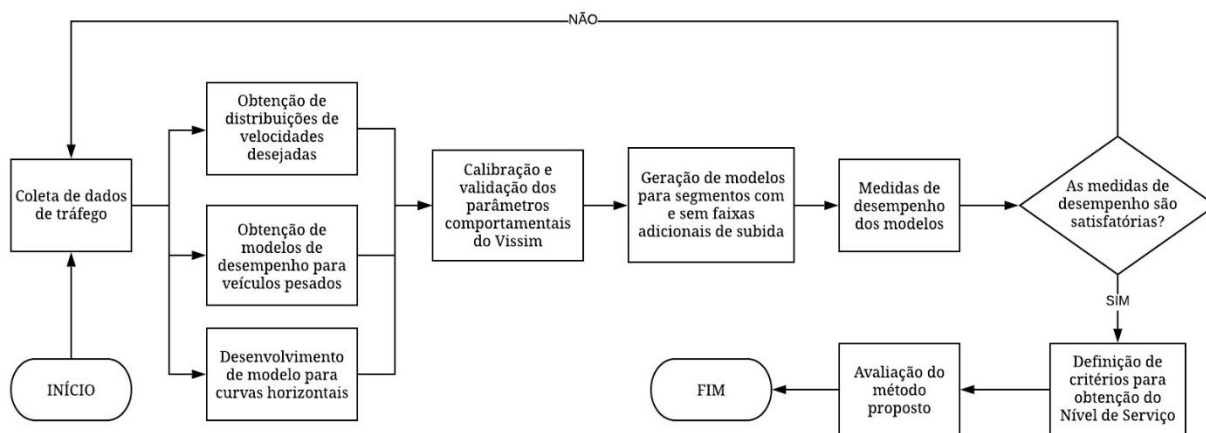 NÃO
Coleta de dados
de tráfego
INÍCIO
Obtenção de
distribuições de
velocidades
desejadas
Obtenção de
modelos de
desempenho para
veículos pesados
Desenvolvimento
de modelo para
curvas horizontais
Calibração e
validação dos
parâmetros
comportamentais
do Vissim
Geração de modelos
para segmentos com
e sem faixas
adicionais de subida
Medidas de
desempenho
dos modelos
As medidas de
desempenho são
satisfatórias?
SIM
Definição de
critérios para
obtenção do
Nível de Serviço
Avaliação do
método
proposto
FIM